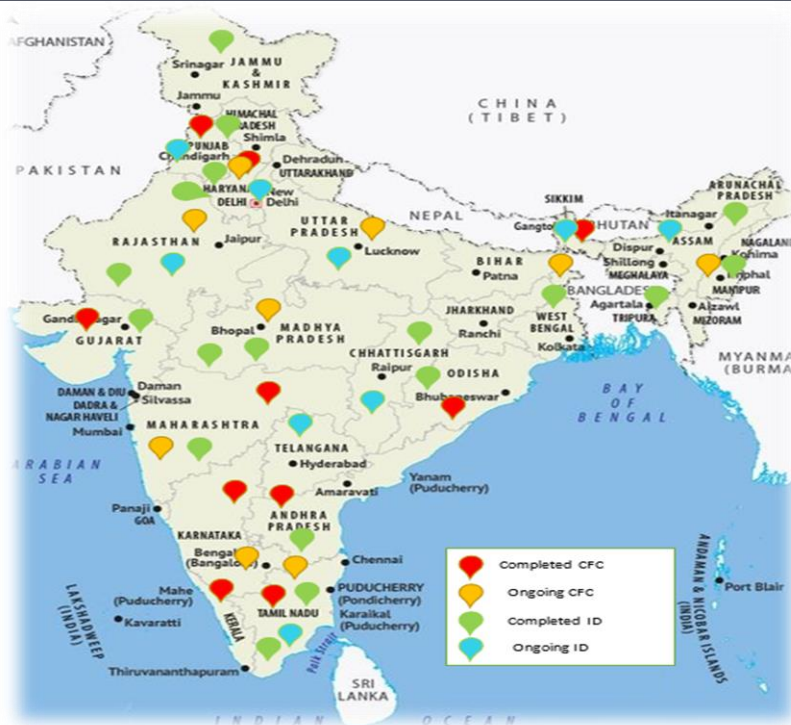 AFGHANISTAN
Srinagar
JAMMU
&
KASHMIR
Jammu
CHINA
(TIBET)
HIMACHAL
PRADESH
Shimla
PUNJAB
Chandigarh
Dehradun
UTTARAKHAND
PAKISTAN
HARYANA
DELHI
New
Delhi
ARUNACHAL
PRADESH
SIKKIM
Gangtok
BHUTAN
Itanagar
NEPAL
UTTAR
PRADESH
Lucknow
RAJASTHAN
Jaipur
Dispur
ASSAM
NAGALAND
Kohima
Shillong
MEGHALAYA
Imphal
MANIPUR
BIHAR
Patna
BANGLADES
Agartala
TRIPURA
Aizawl
MIZORAM
Gandhinagar
GUJARAT
Bhopal
MADHYA
PRADESH
JHARKHAND
Ranchi
WEST
BENGAL
Kolkata
CHHATTISGARH
Raipur
ODISHA
Bhubaneswar
MYANMA
(BURMA
DAMAN & DIU
Daman
DADRA &
NAGAR HAVELI
Silvassa
Mumbai
MAHARASHTRA
BAY
OF
BENGAL
TELANGANA
Hyderabad
ARABIAN
SEA
Amaravati
Yanam
(Puducherry)
Panaji
GOA
ANDHRA
PRADESH
KARNATAKA
Bengaluru
(Bangalore)
Chennai
Mahe
(Puducherry)
PUDUCHERRY
(Pondicherry)
Karaikal
(Puducherry)
TAMIL NADU
KERALA
LAKSHADWEEP
(INDIA)
Kavaratti
Thiruvananthapuram
Palk Strait
SRI
LANKA
ANDAMAN & NICOBAR ISLANDS
(INDIA)
Port Blair
INDIAN OCEAN
Completed CFC
Ongoing CFC
Completed ID
Ongoing ID